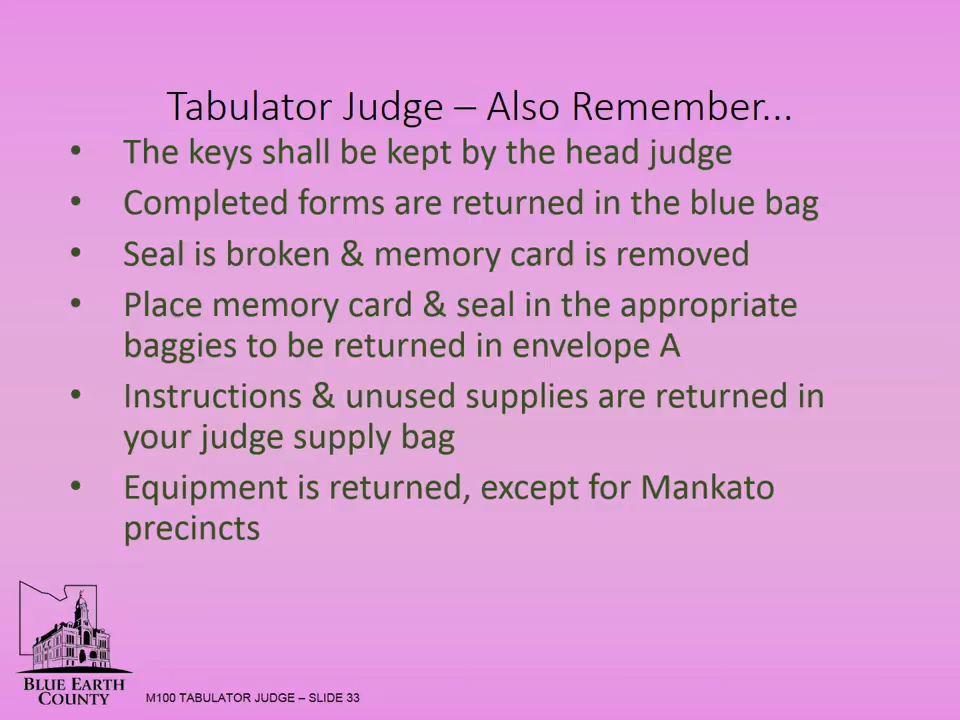 Tabulator Judge – Also Remember...
• The keys shall be kept by the head judge
• Completed forms are returned in the blue bag
• Seal is broken & memory card is removed
• Place memory card & seal in the appropriate
baggies to be returned in envelope A
• Instructions & unused supplies are returned in
your judge supply bag
• Equipment is returned, except for Mankato
precincts
BLUE EARTH
COUNTY
M100 TABULATOR JUDGE – SLIDE 33